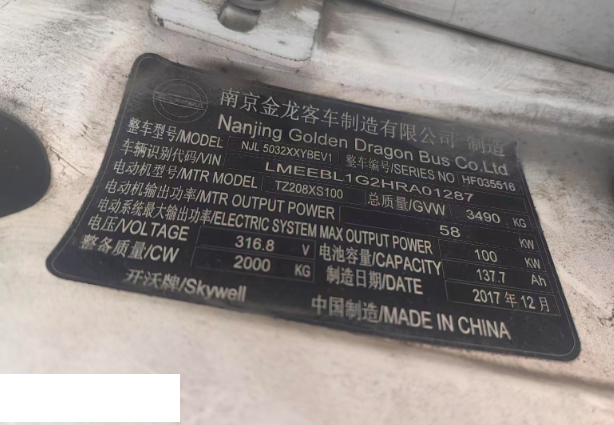 南京金龙客车制造有限公司 制造
Nanjing Golden Dragon Bus Co.Ltd
整车型号/MODEL NJL 5032XXYBEV1 整车编号/SERIES NO HF035516
车辆识别代码/VIN LMEEBL1G2HRA01287
电动机型号/MTR MODEL TZ208XS100 总质量/GVW 3490 KG
电动机输出功率/MTR OUTPUT POWER 58 KW
电动系统最大输出功率/ELECTRIC SYSTEM MAX OUTPUT POWER 100 KW
电压/VOLTAGE 316.8 V 电池容量/CAPACITY 137.7 Ah
整备质量/CW 2000 KG 制造日期/DATE 2017 年 12 月
开沃牌/Skywell 中国制造/MADE IN CHINA